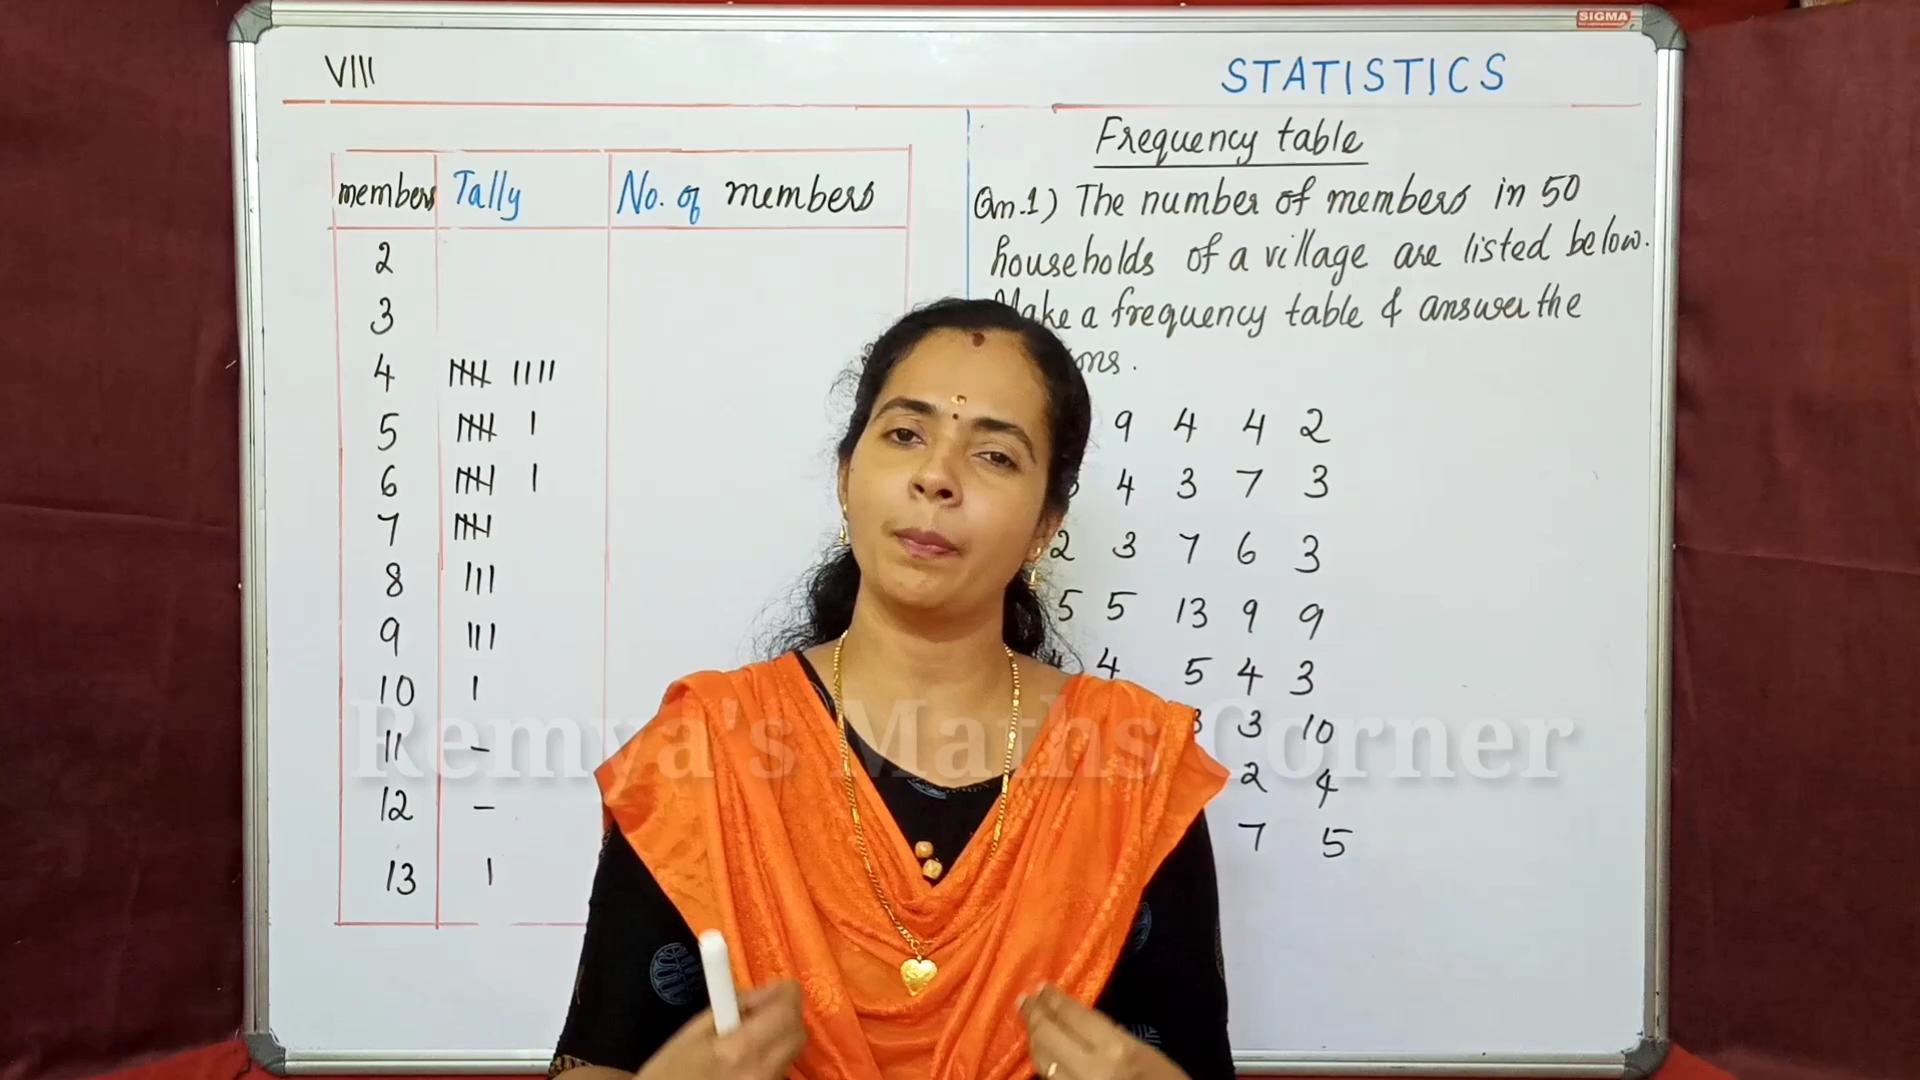 SIGMA
VIII
STATISTICS
members Tally No. of members
2
3
4 𝍸 ||||
5 𝍸 |
6 𝍸 |
7 𝍸
8 |||
9 |||
10 |
11 –
12 –
13 |
Frequency table
Qn.1) The number of members in 50
households of a village are listed below.
Make a frequency table & answer the
9 4 4 2
4 3 7 3
2 3 7 6 3
5 5 13 9 9
4 5 4 3
3 10
2 4
7 5
Remya's Maths Corner